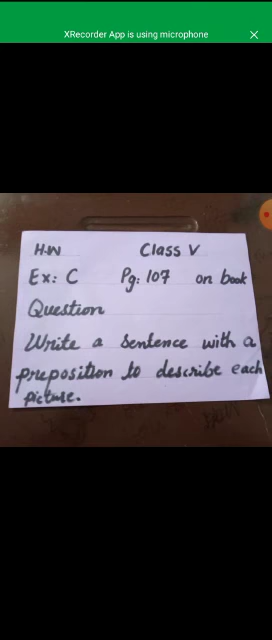 XRecorder App is using microphone
H.W Class V
Ex: C Pg: 107 on book
Question
Write a sentence with a
preposition to describe each
picture.